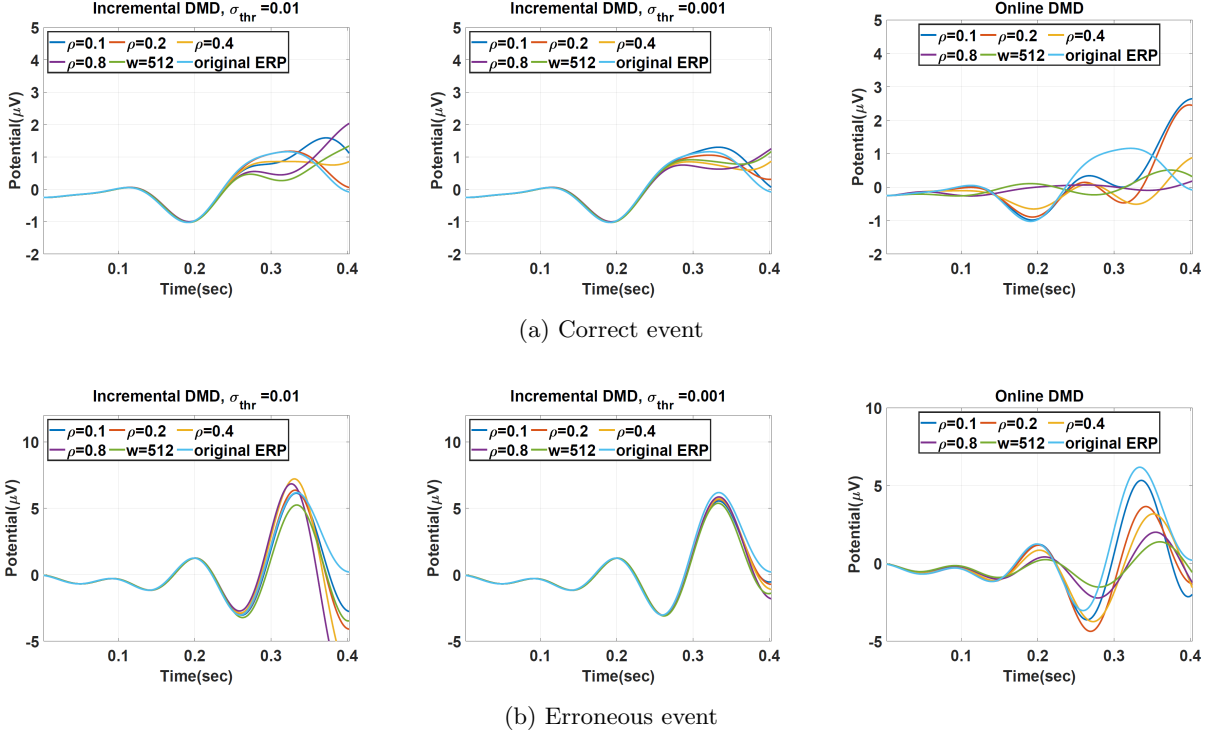 Incremental DMD, σthr =0.01
ρ=0.1 ρ=0.2 ρ=0.4
ρ=0.8 w=512 original ERP
Potential(μV)
5
4
3
2
1
0
-1
-2
0.1 0.2 0.3 0.4
Time(sec)
Incremental DMD, σthr =0.001
ρ=0.1 ρ=0.2 ρ=0.4
ρ=0.8 w=512 original ERP
Potential(μV)
5
4
3
2
1
0
-1
-2
0.1 0.2 0.3 0.4
Time(sec)
Online DMD
ρ=0.1 ρ=0.2 ρ=0.4
ρ=0.8 w=512 original ERP
Potential(μV)
5
4
3
2
1
0
-1
-2
0.1 0.2 0.3 0.4
Time(sec)
(a) Correct event
Incremental DMD, σthr =0.01
ρ=0.1 ρ=0.2 ρ=0.4
ρ=0.8 w=512 original ERP
Potential(μV)
10
5
0
-5
0.1 0.2 0.3 0.4
Time(sec)
Incremental DMD, σthr =0.001
ρ=0.1 ρ=0.2 ρ=0.4
ρ=0.8 w=512 original ERP
Potential(μV)
10
5
0
-5
0.1 0.2 0.3 0.4
Time(sec)
Online DMD
ρ=0.1 ρ=0.2 ρ=0.4
ρ=0.8 w=512 original ERP
Potential(μV)
10
5
0
-5
0.1 0.2 0.3 0.4
Time(sec)
(b) Erroneous event